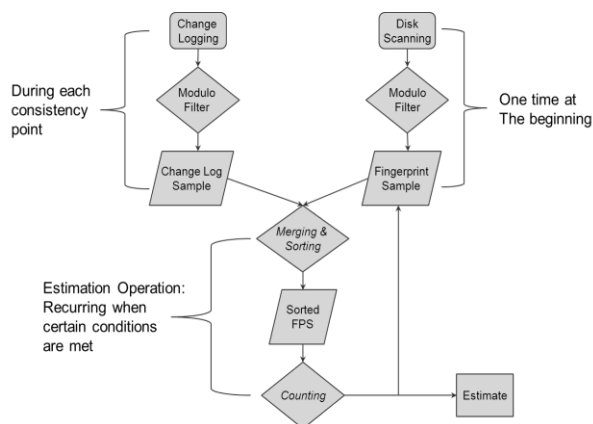 Change
Logging
Disk
Scanning
During each
consistency
point
Modulo
Filter
Modulo
Filter
One time at
The beginning
Change Log
Sample
Fingerprint
Sample
Merging &
Sorting
Estimation Operation:
Recurring when
certain conditions
are met
Sorted
FPS
Counting
Estimate